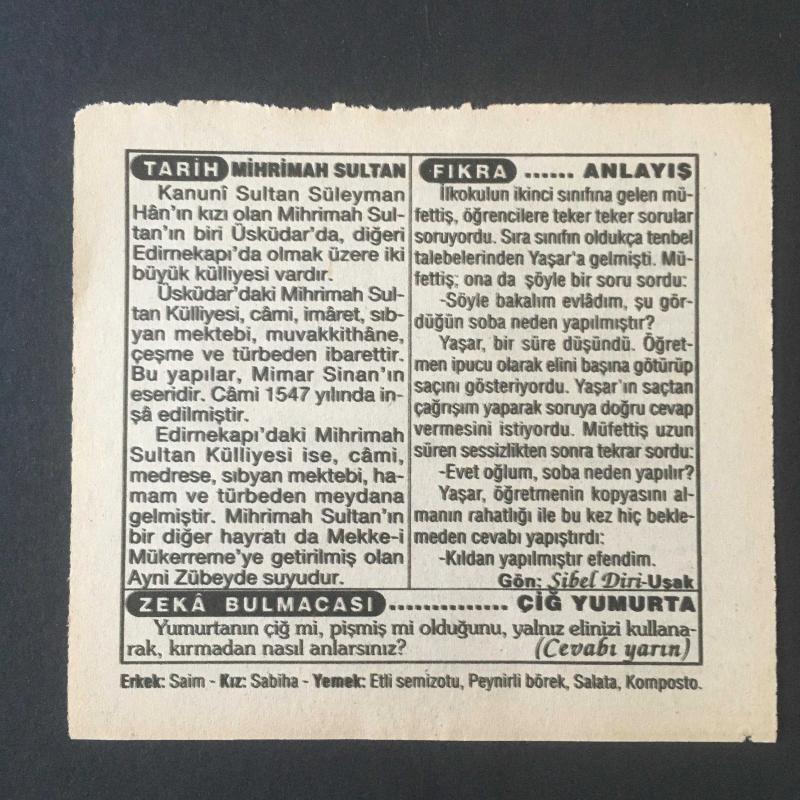 TARİH MİHRİMAH SULTAN
Kanunî Sultan Süleyman
Hân'ın kızı olan Mihrimah Sul-
tan'ın biri Üsküdar'da, diğeri
Edirnekapı'da olmak üzere iki
büyük külliyesi vardır.
Üsküdar'daki Mihrimah Sul-
tan Külliyesi, câmi, imâret, sıb-
yan mektebi, muvakkithâne,
çeşme ve türbeden ibarettir.
Bu yapılar, Mimar Sinan'ın
eseridir. Câmi 1547 yılında in-
şâ edilmiştir.
Edirnekapı'daki Mihrimah
Sultan Külliyesi ise, câmi,
medrese, sıbyan mektebi, ha-
mam ve türbeden meydana
gelmiştir. Mihrimah Sultan'ın
bir diğer hayratı da Mekke-i
Mükerreme'ye getirilmiş olan
Ayni Zübeyde suyudur.
FIKRA ...... ANLAYIŞ
İlkokulun ikinci sınıfına gelen mü-
fettiş, öğrencilere teker teker sorular
soruyordu. Sıra sınıfın oldukça tenbel
talebelerinden Yaşar'a gelmişti. Mü-
fettiş; ona da şöyle bir soru sordu:
-Söyle bakalım evlâdım, şu gör-
düğün soba neden yapılmıştır?
Yaşar, bir süre düşündü. Öğret-
men ipucu olarak elini başına götürüp
saçını gösteriyordu. Yaşar'ın saçtan
çağrışım yaparak soruya doğru cevap
vermesini istiyordu. Müfettiş uzun
süren sessizlikten sonra tekrar sordu:
-Evet oğlum, soba neden yapılır?
Yaşar, öğretmenin kopyasını al-
manın rahatlığı ile bu kez hiç bekle-
meden cevabı yapıştırdı:
-Kıldan yapılmıştır efendim.
Gön: Sibel Diri-Uşak
ZEKÂ BULMACASI .............. ÇİĞ YUMURTA
Yumurtanın çiğ mi, pişmiş mi olduğunu, yalnız elinizi kullana-
rak, kırmadan nasıl anlarsınız? (Cevabı yarın)
Erkek: Saim - Kız: Sabiha - Yemek: Etli semizotu, Peynirli börek, Salata, Komposto.